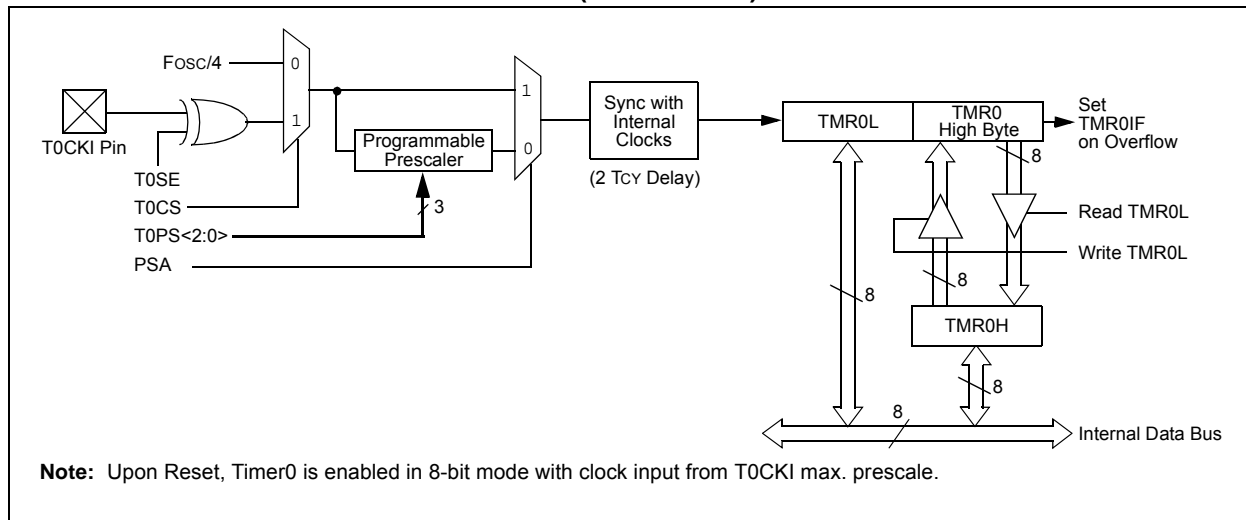 FOSC/4
0
1
T0CKI Pin
T0SE
T0CS
T0PS<2:0>
PSA
Programmable
Prescaler
3
1
0
Sync with
Internal
Clocks
(2 TCY Delay)
TMR0L
TMR0
High Byte
Set
TMR0IF
on Overflow
8
Read TMR0L
Write TMR0L
8
8
TMR0H
8
8
Internal Data Bus
Note: Upon Reset, Timer0 is enabled in 8-bit mode with clock input from T0CKI max. prescale.